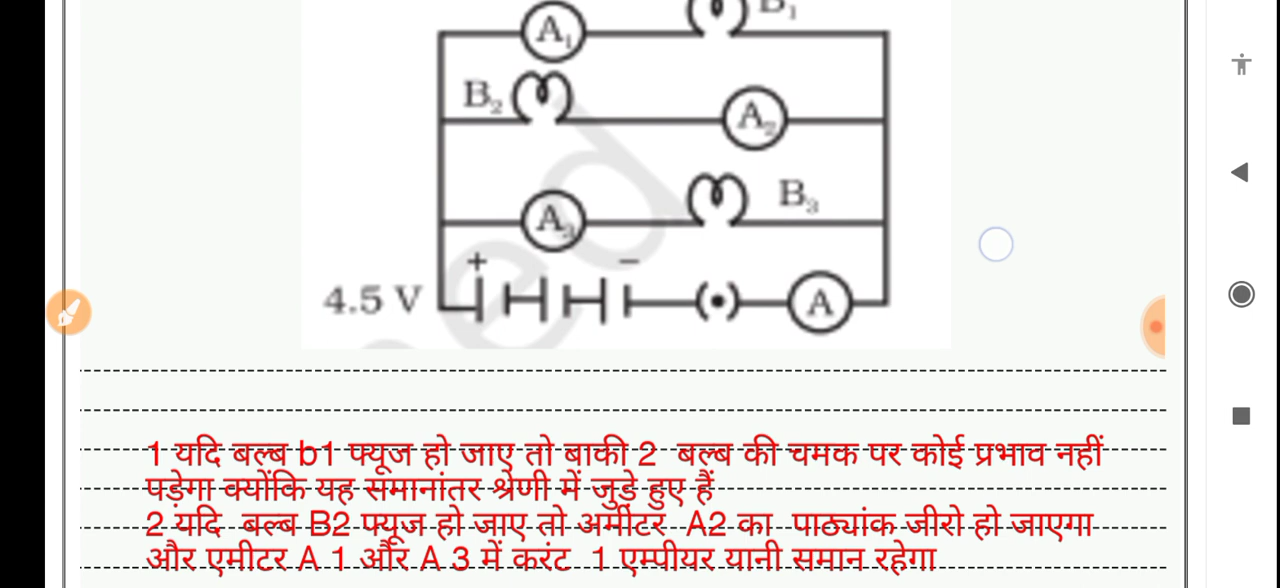 A₁
B₁
B₂
A₂
A₃
B₃
+
−
4.5 V
A
1 यदि बल्ब b1 फ्यूज हो जाए तो बाकी 2 बल्ब की चमक पर कोई प्रभाव नहीं
पड़ेगा क्योंकि यह समानांतर श्रेणी में जुड़े हुए हैं
2 यदि बल्ब B2 फ्यूज हो जाए तो अमीटर A2 का पाठ्यांक जीरो हो जाएगा
और एमीटर A 1 और A 3 में करंट 1 एम्पीयर यानी समान रहेगा